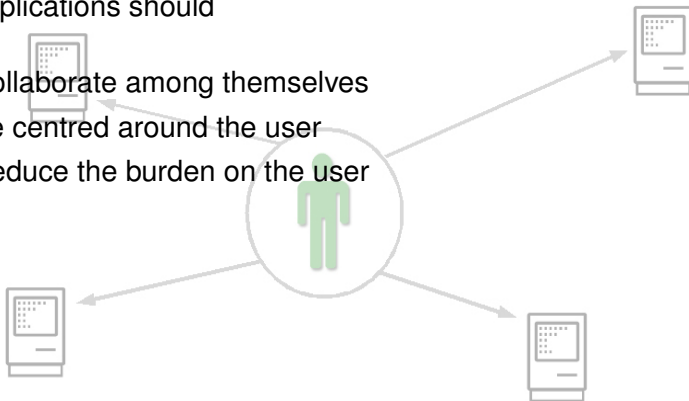 plications should
ollaborate among themselves
e centred around the user
educe the burden on the user